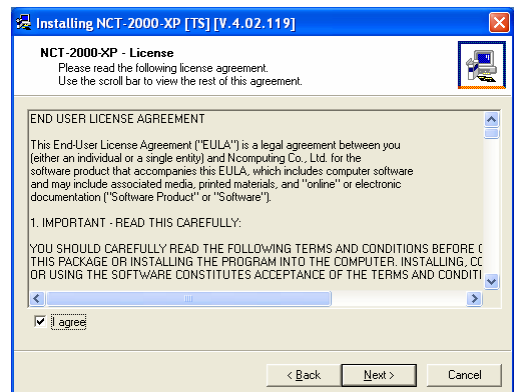 Installing NCT-2000-XP [TS] [V.4.02.119]
NCT-2000-XP - License
Please read the following license agreement.
Use the scroll bar to view the rest of this agreement.
END USER LICENSE AGREEMENT
This End-User License Agreement ("EULA") is a legal agreement between you
(either an individual or a single entity) and Ncomputing Co., Ltd. for the
software product that accompanies this EULA, which includes computer software
and may include associated media, printed materials, and "online" or electronic
documentation ("Software Product" or "Software").
1. IMPORTANT - READ THIS CAREFULLY:
YOU SHOULD CAREFULLY READ THE FOLLOWING TERMS AND CONDITIONS BEFORE
THIS PACKAGE OR INSTALLING THE PROGRAM INTO THE COMPUTER. INSTALLING,
OR USING THE SOFTWARE CONSTITUTES ACCEPTANCE OF THE TERMS AND CONDITI
I agree
< Back
Next >
Cancel